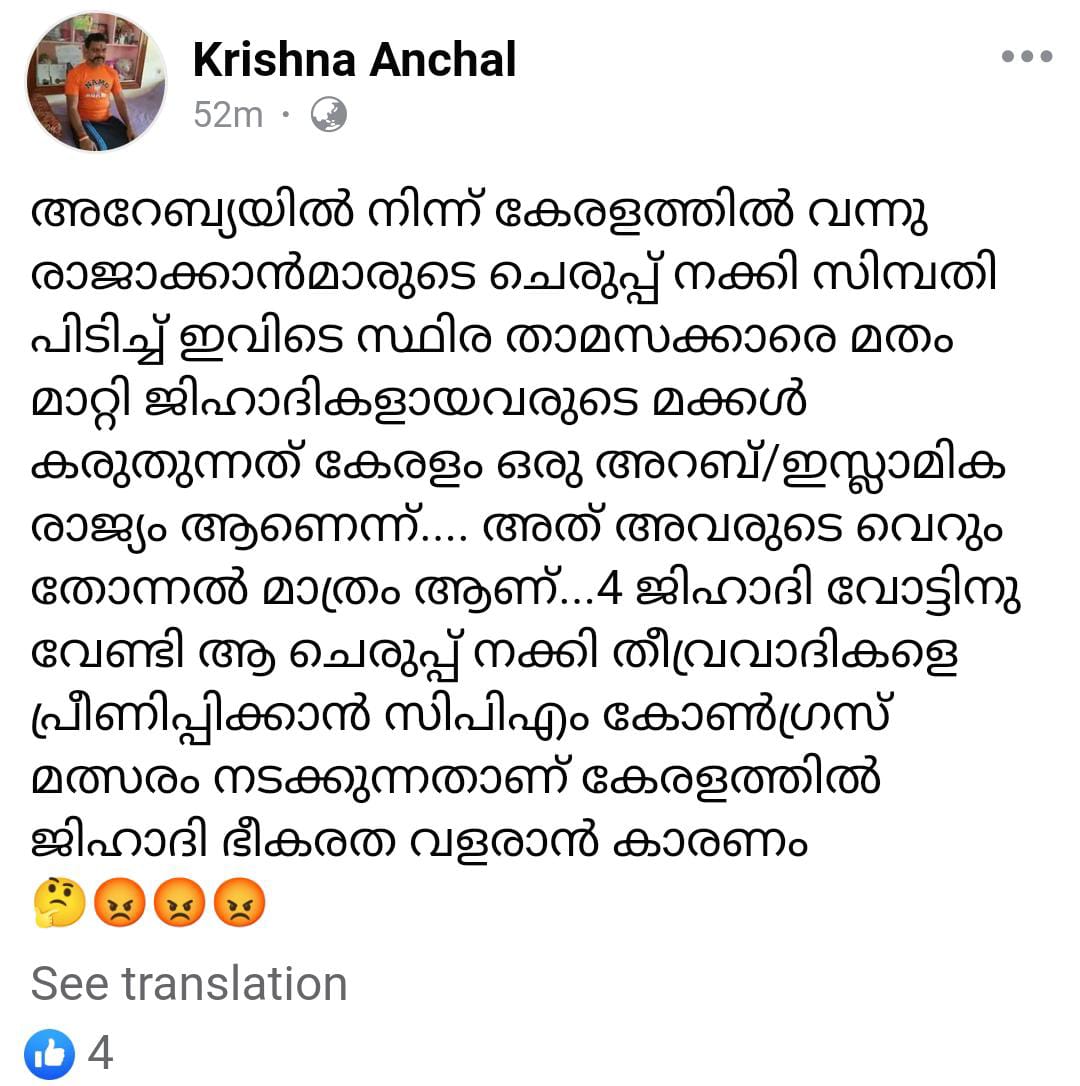 Krishna Anchal
52m ·
അറേബ്യയിൽ നിന്ന് കേരളത്തിൽ വന്നു
രാജാക്കാൻമാരുടെ ചെരുപ്പ് നക്കി സിമ്പതി
പിടിച്ച് ഇവിടെ സ്ഥിര താമസക്കാരെ മതം
മാറ്റി ജിഹാദികളായവരുടെ മക്കൾ
കരുതുന്നത് കേരളം ഒരു അറബ്/ഇസ്ലാമിക
രാജ്യം ആണെന്ന്.... അത് അവരുടെ വെറും
തോന്നൽ മാത്രം ആണ്...4 ജിഹാദി വോട്ടിനു
വേണ്ടി ആ ചെരുപ്പ് നക്കി തീവ്രവാദികളെ
പ്രീണിപ്പിക്കാൻ സിപിഎം കോൺഗ്രസ്
മത്സരം നടക്കുന്നതാണ് കേരളത്തിൽ
ജിഹാദി ഭീകരത വളരാൻ കാരണം
🤔😡😡😡
See translation
4